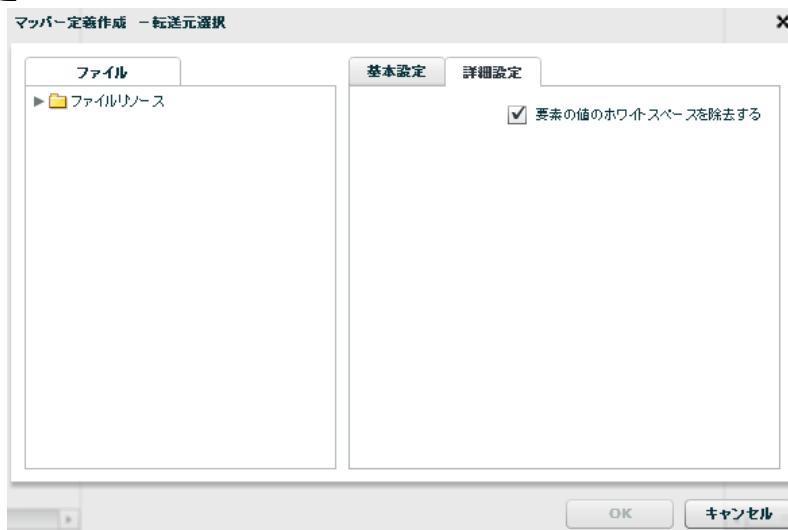 マッパー定義作成 －転送元選択
ファイル
ファイルリソース
基本設定 詳細設定
要素の値のホワイトスペースを除去する
OK キャンセル